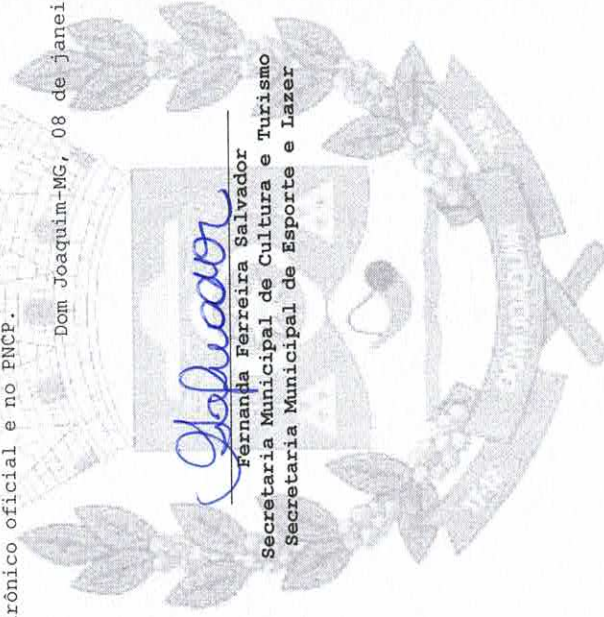 rônico oficial e no PNCP.
Dom Joaquim-MG, 08 de janei
Fernanda Ferreira Salvador
Secretaria Municipal de Cultura e Turismo
Secretaria Municipal de Esporte e Lazer